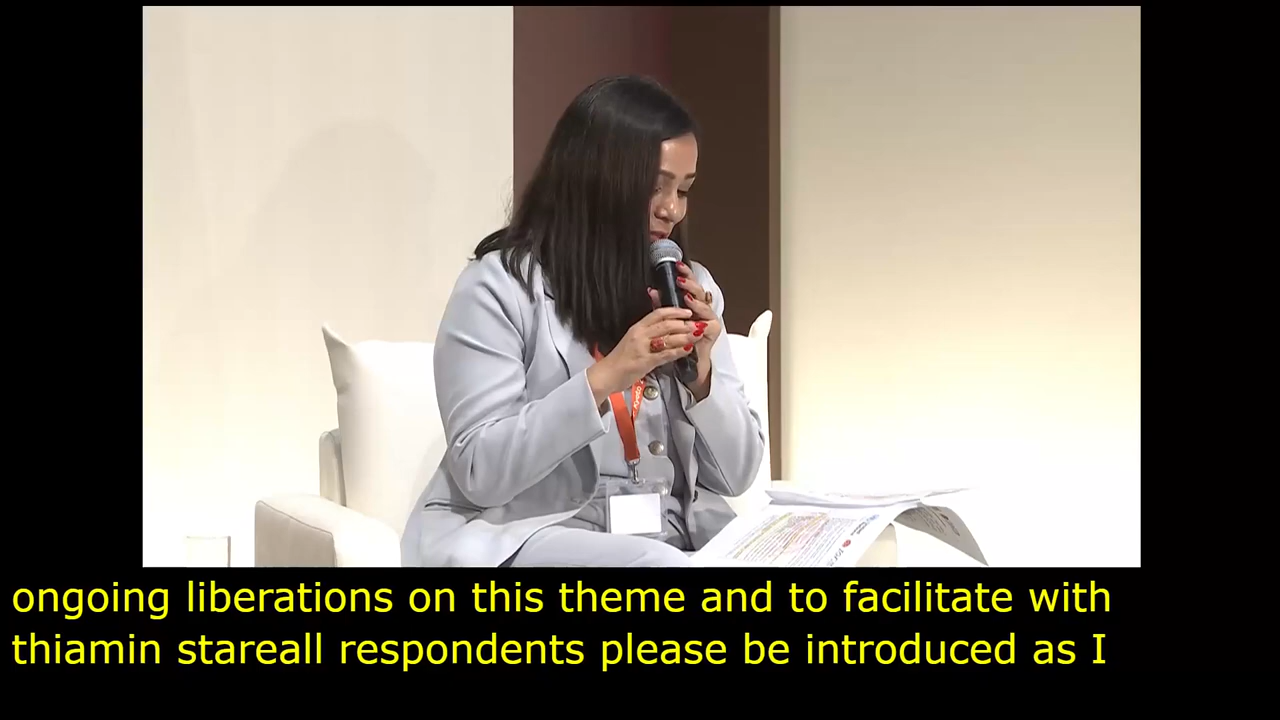 ongoing liberations on this theme and to facilitate with
thiamin stareall respondents please be introduced as I